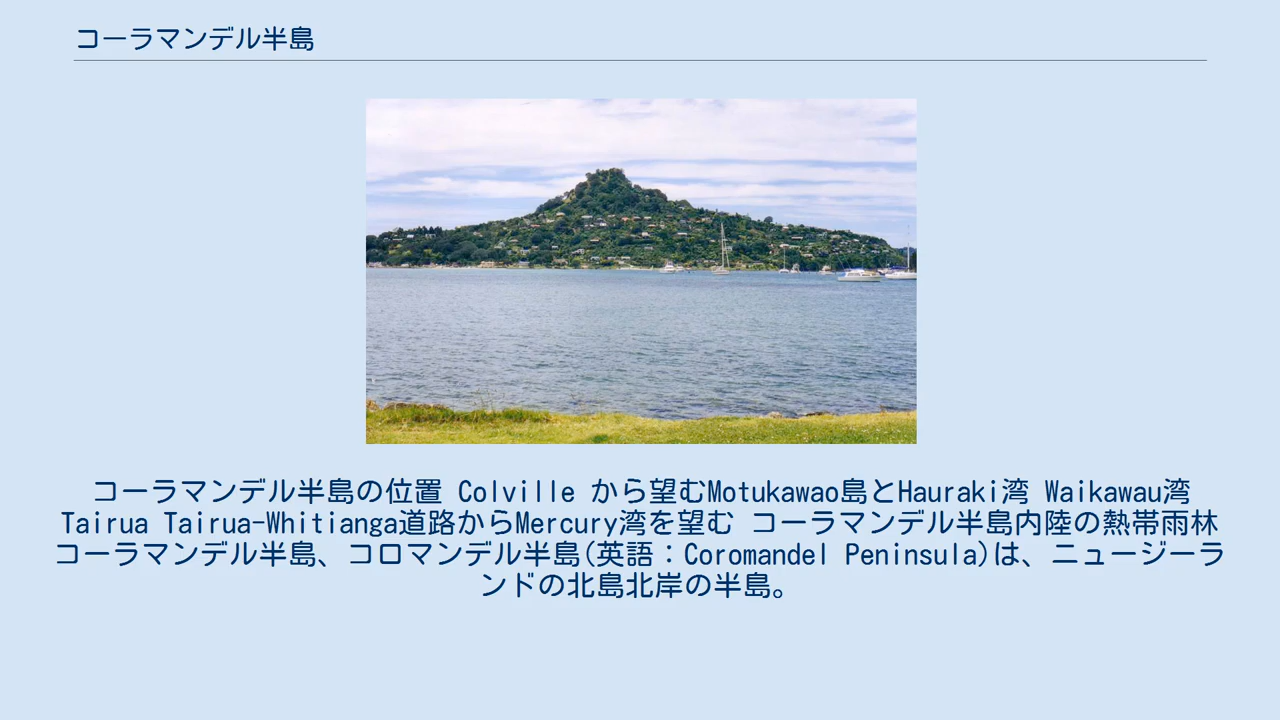 コーラマンデル半島
コーラマンデル半島の位置 Colville から望むMotukawao島とHauraki湾 Waikawau湾
Tairua Tairua-Whitianga道路からMercury湾を望む コーラマンデル半島内陸の熱帯雨林
コーラマンデル半島、コロマンデル半島(英語：Coromandel Peninsula)は、ニュージーラ
ンドの北島北岸の半島。